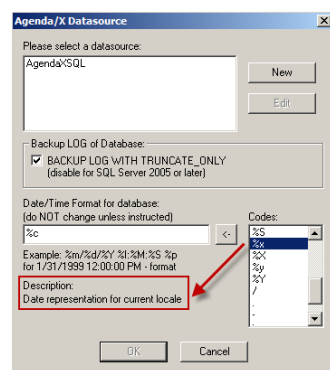 Agenda/X Datasource
Please select a datasource:
AgendaXSQL
New
Edit
Backup LOG of Database:
BACKUP LOG WITH TRUNCATE_ONLY
(disable for SQL Server 2005 or later)
Date/Time Format for database:
(do NOT change unless instructed)
Codes:
%c
<-
%S
%x
%X
%y
%Y
/
.
:
Example: %m/%d/%Y %I:%M:%S %p
for 1/31/1999 12:00:00 PM - format
Description:
Date representation for current locale
OK
Cancel